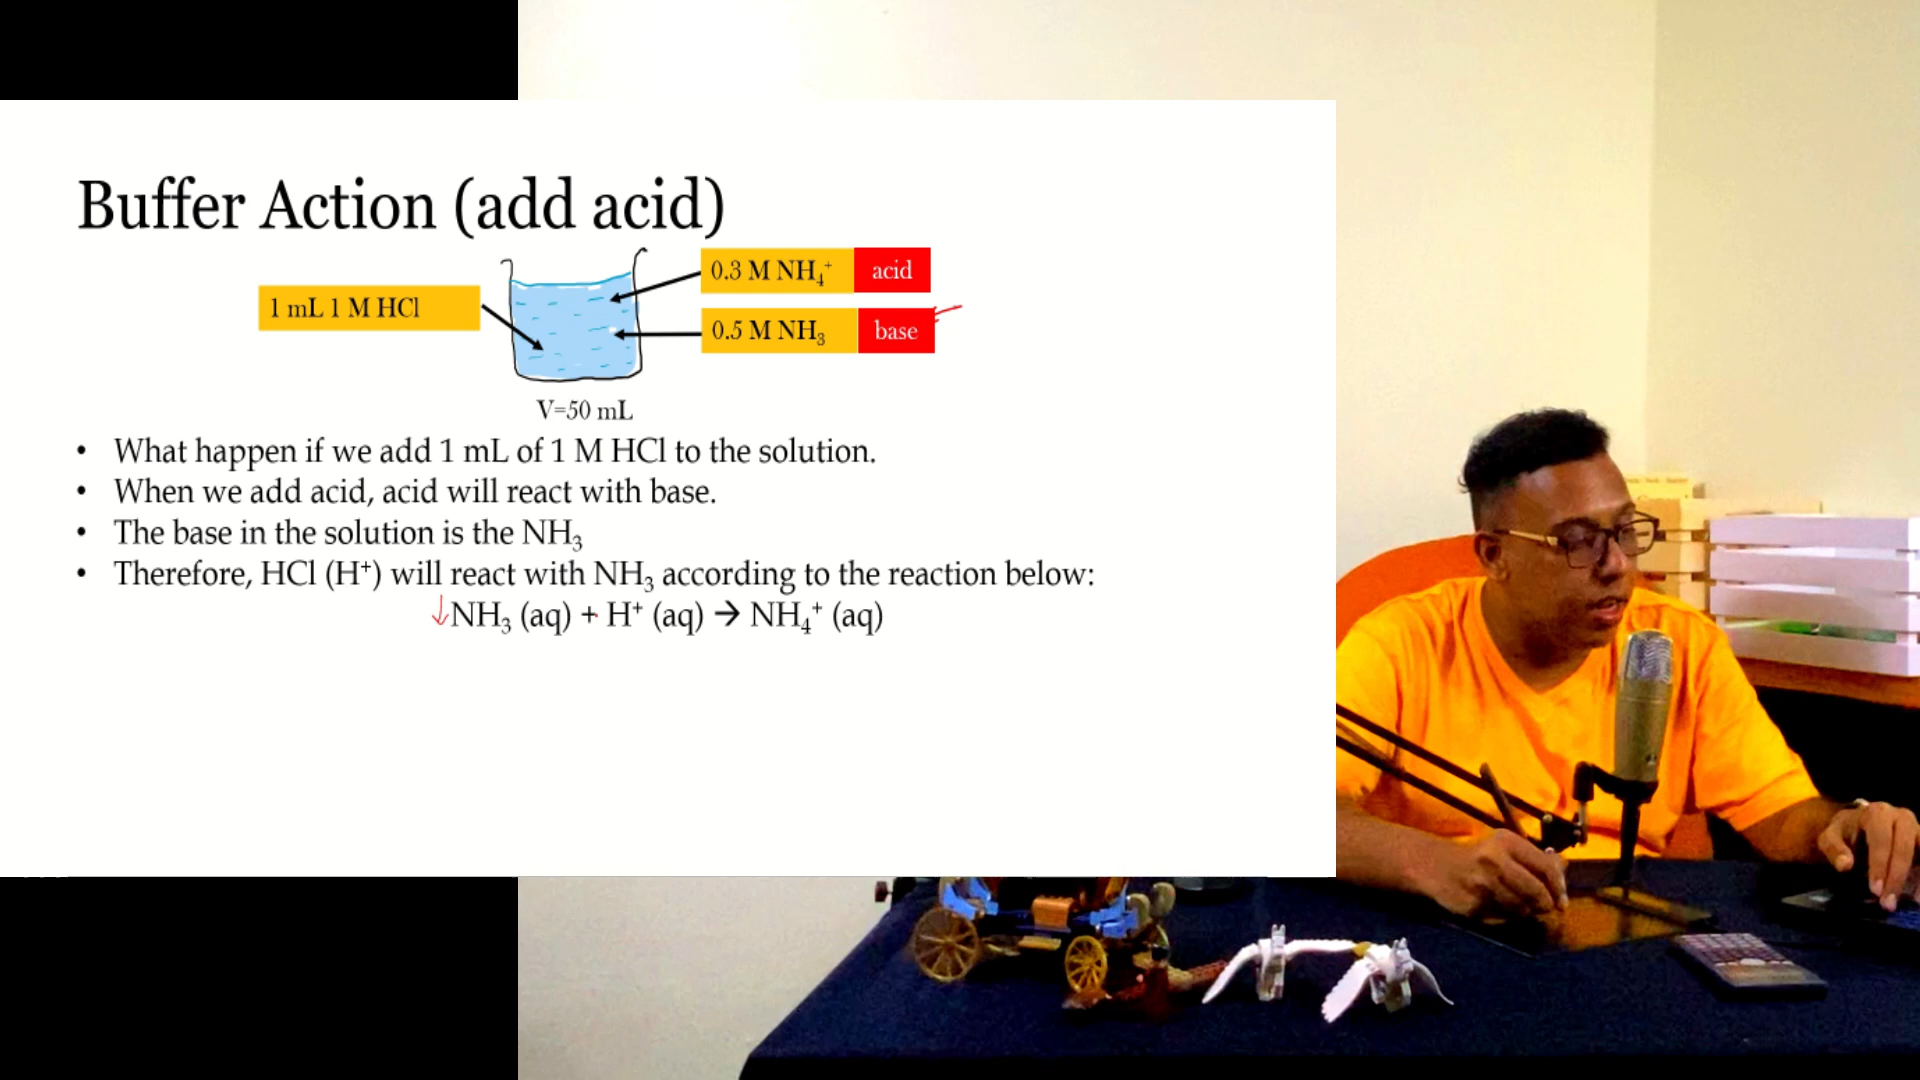 Buffer Action (add acid)
0.3 M NH₄⁺ acid
1 mL 1 M HCl
0.5 M NH₃ base
V=50 mL
• What happen if we add 1 mL of 1 M HCl to the solution.
• When we add acid, acid will react with base.
• The base in the solution is the NH₃
• Therefore, HCl (H⁺) will react with NH₃ according to the reaction below:
↓NH₃ (aq) + H⁺ (aq) → NH₄⁺ (aq)